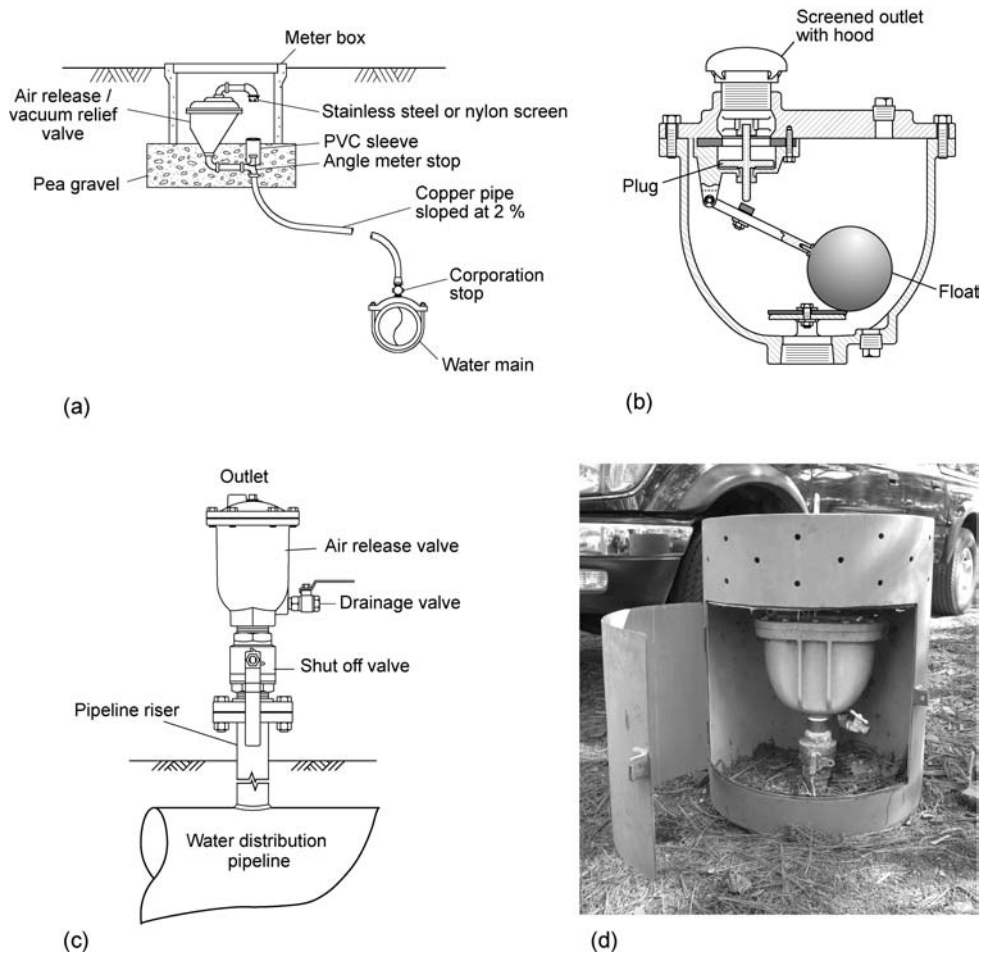 Meter box
Air release /
vacuum relief
valve
Stainless steel or nylon screen
PVC sleeve
Angle meter stop
Pea gravel
Copper pipe
sloped at 2 %
Corporation
stop
Water main
(a)
Screened outlet
with hood
Plug
Float
(b)
Outlet
Air release valve
Drainage valve
Shut off valve
Pipeline riser
Water distribution
pipeline
(c)
(d)